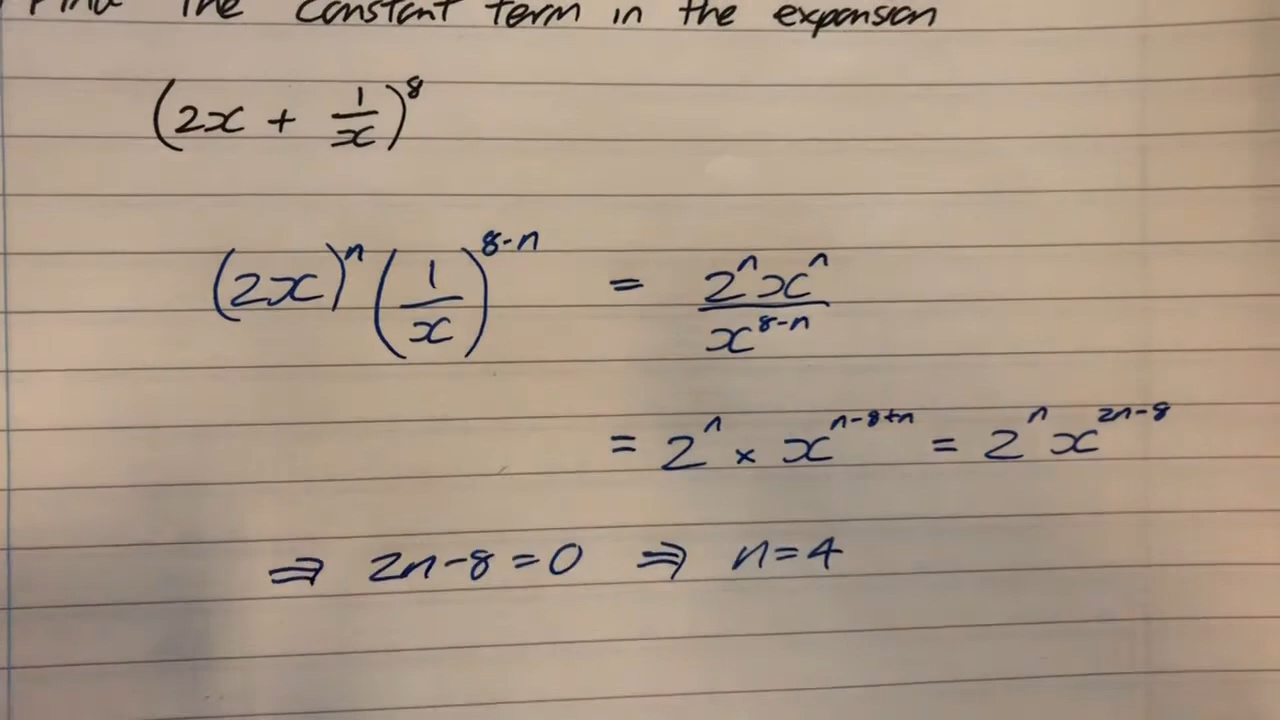 Find the constant term in the expansion
(2x + 1/x)^8
(2x)^n (1/x)^(8-n) = 2^n x^n / x^(8-n)
= 2^n × x^(n-8+n) = 2^n x^(2n-8)
⇒ 2n-8=0 ⇒ n=4